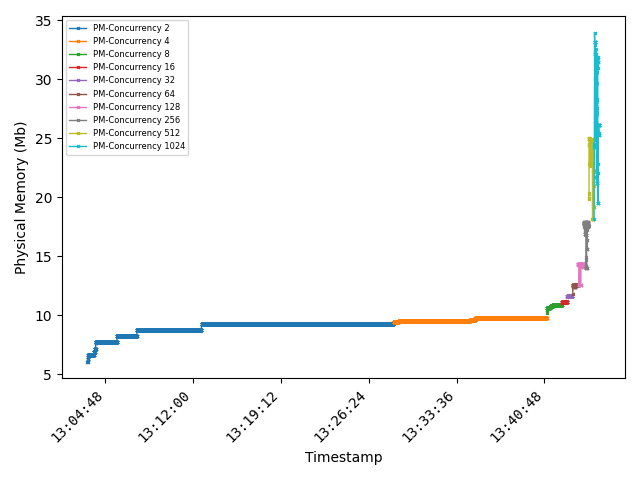 35
30
25
20
15
10
5
Physical Memory (Mb)
PM-Concurrency 2
PM-Concurrency 4
PM-Concurrency 8
PM-Concurrency 16
PM-Concurrency 32
PM-Concurrency 64
PM-Concurrency 128
PM-Concurrency 256
PM-Concurrency 512
PM-Concurrency 1024
13:04:48
13:12:00
13:19:12
13:26:24
13:33:36
13:40:48
Timestamp